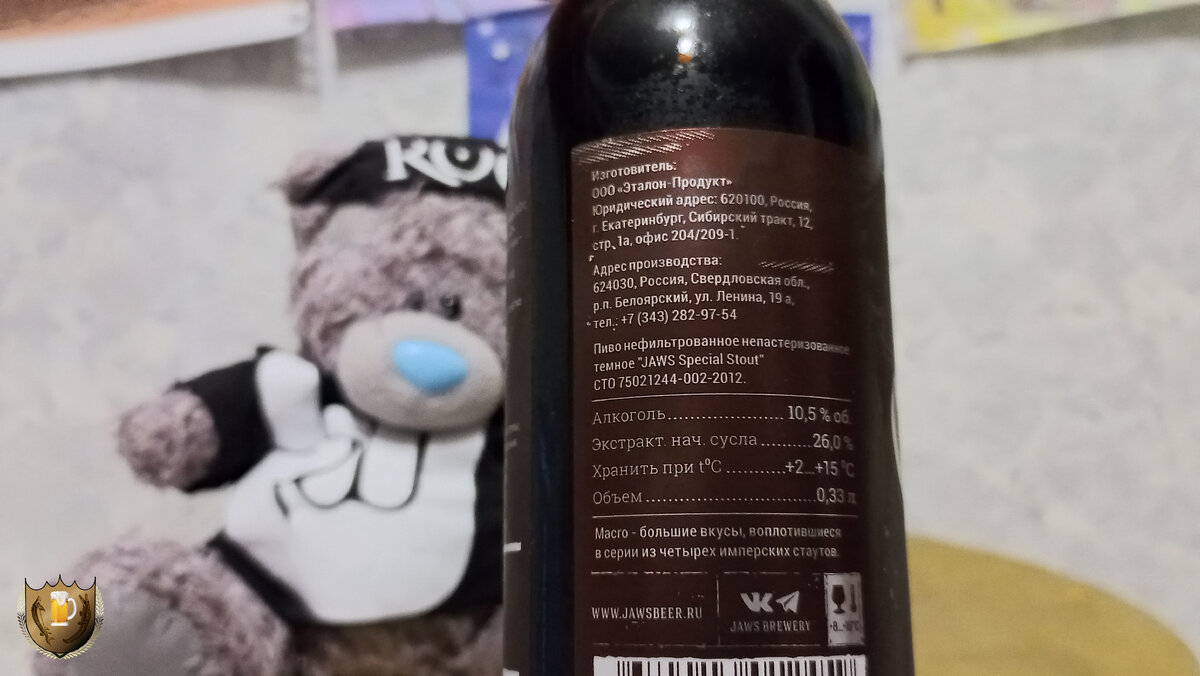 Изготовитель:
ООО «Эталон-Продукт»
Юридический адрес: 620100, Россия,
г. Екатеринбург, Сибирский тракт, 12,
стр. 1а, офис 204/209-1.
Адрес производства:
624030, Россия, Свердловская обл.,
р.п. Белоярский, ул. Ленина, 19 а,
тел.: +7 (343) 282-97-54
Пиво нефильтрованное непастеризованное
темное "JAWS Special Stout"
СТО 75021244-002-2012.
Алкоголь.................. 10,5 % об.
Экстракт. нач. сусла ..........26,0 %
Хранить при t°C ............+2...+15 °C
Объем ..........................0,33 л
Macro - большие вкусы, воплотившиеся
в серии из четырех имперских стаутов.
WWW.JAWSBEER.RU
JAWS BREWERY